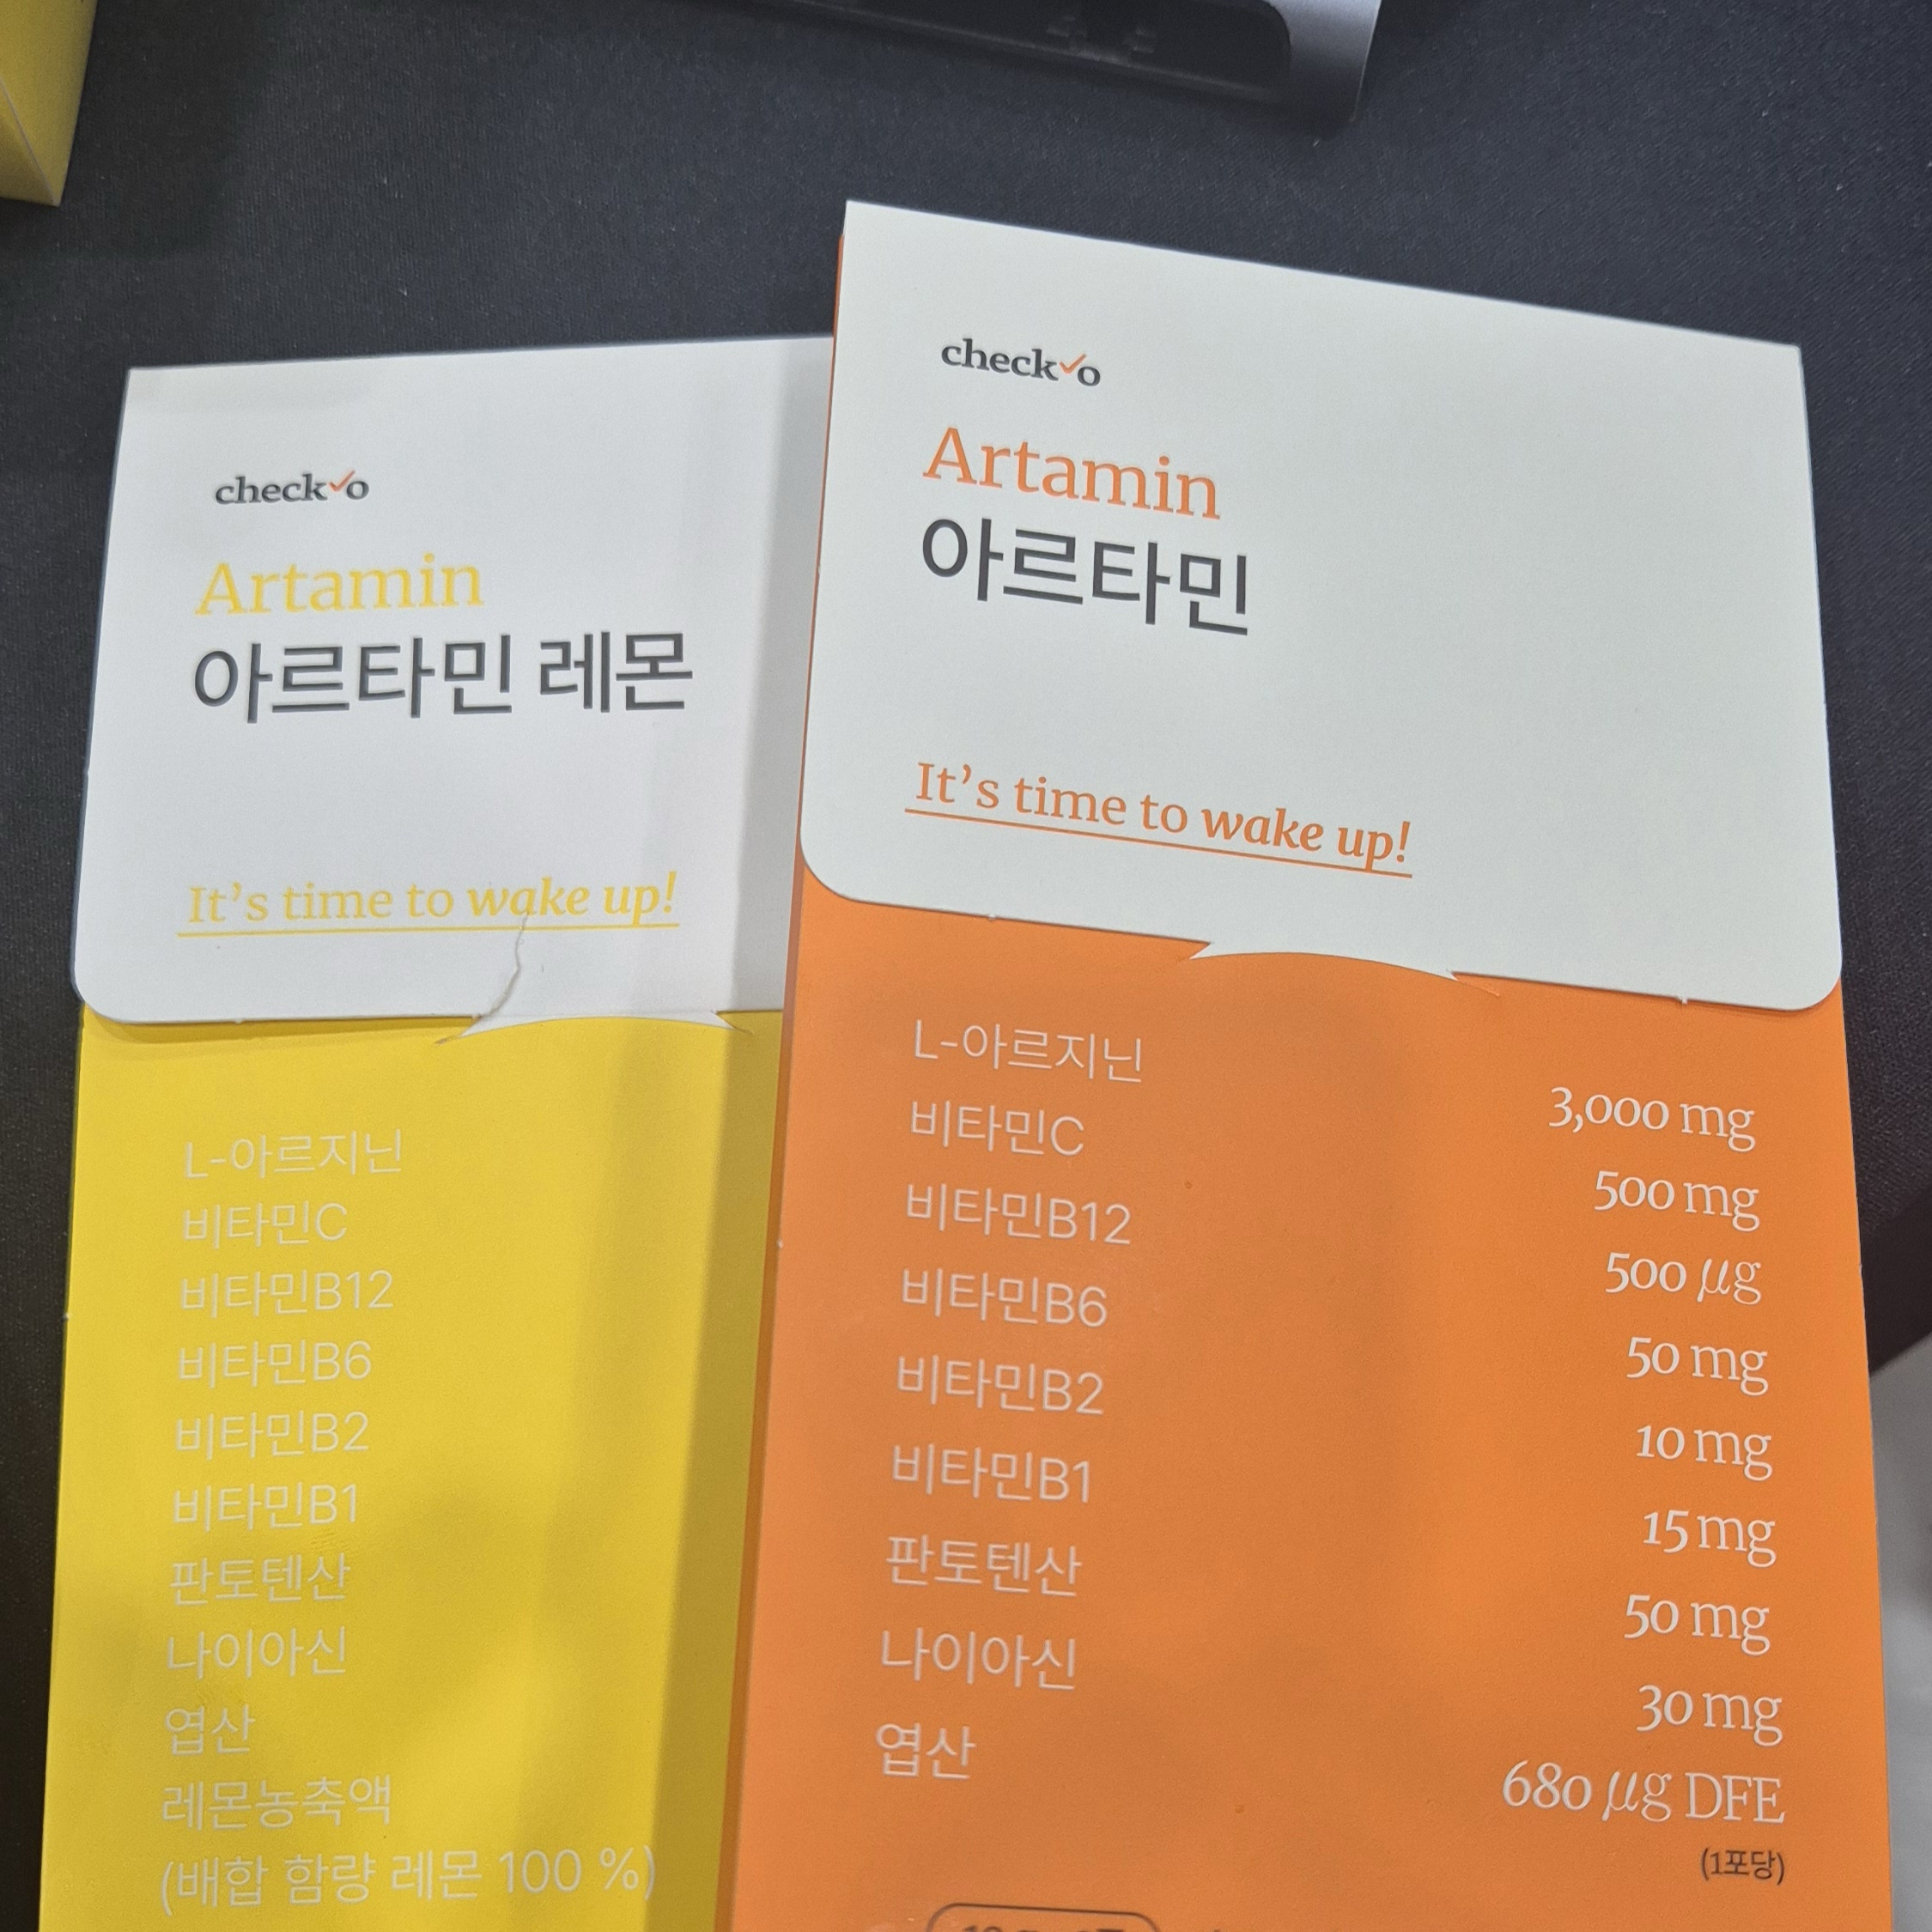 check✓o
Artamin
아르타민 레몬
It's time to wake up!
L-아르지닌
비타민C
비타민B12
비타민B6
비타민B2
비타민B1
판토텐산
나이아신
엽산
레몬농축액
(배합 함량 레몬 100 %)
check✓o
Artamin
아르타민
It's time to wake up!
L-아르지닌 3,000 mg
비타민C 500 mg
비타민B12 500 µg
비타민B6 50 mg
비타민B2 10 mg
비타민B1 15 mg
판토텐산 50 mg
나이아신 30 mg
엽산 680 µg DFE
(1포당)